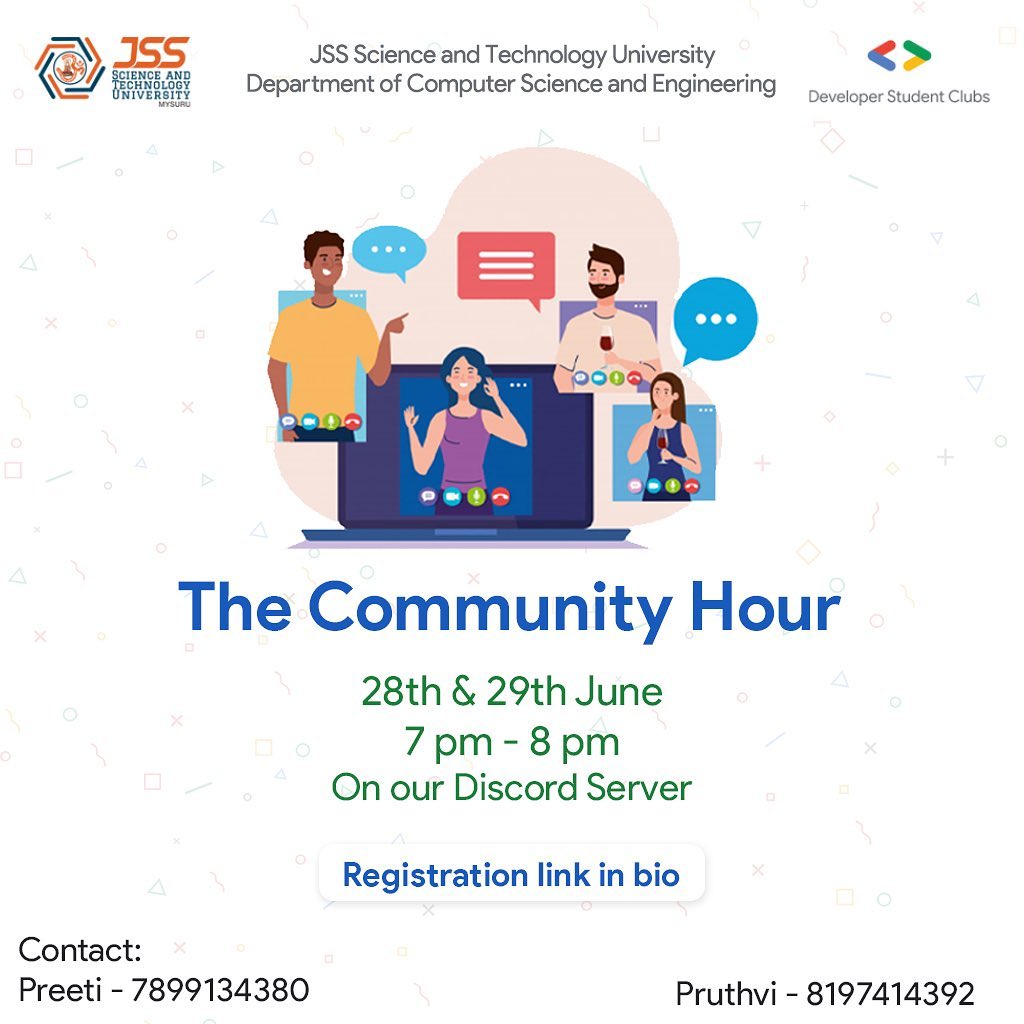 JSS
SCIENCE AND
TECHNOLOGY
UNIVERSITY
MYSURU
JSS Science and Technology University
Department of Computer Science and Engineering
Developer Student Clubs
The Community Hour
28th & 29th June
7 pm - 8 pm
On our Discord Server
Registration link in bio
Contact:
Preeti - 7899134380
Pruthvi - 8197414392